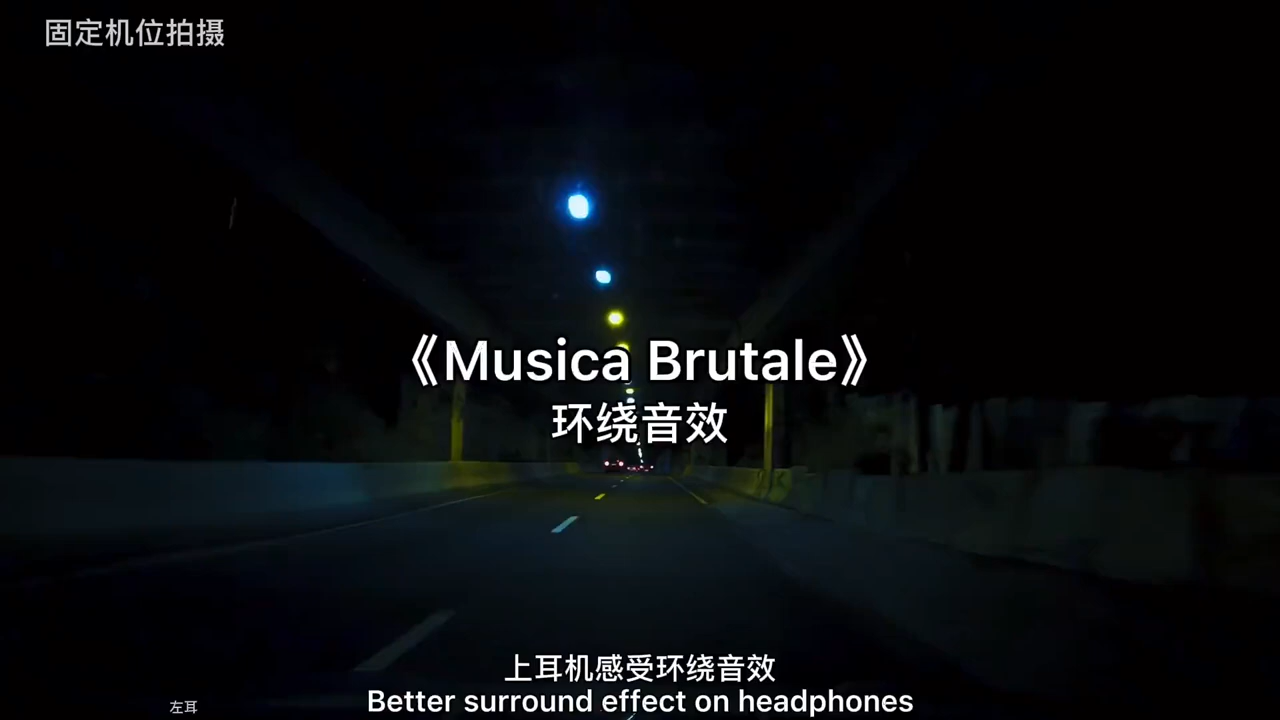 固定机位拍摄
《Musica Brutale》
环绕音效
上耳机感受环绕音效
Better surround effect on headphones
左耳